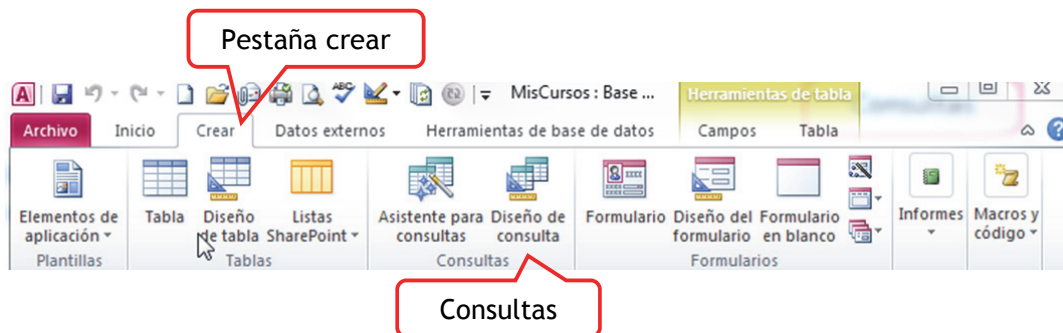 Pestaña crear
MisCursos : Base ...
Herramientas de tabla
Archivo Inicio Crear Datos externos Herramientas de base de datos Campos Tabla
Elementos de aplicación
Tabla
Diseño de tabla
Listas SharePoint
Asistente para consultas
Diseño de consulta
Formulario
Diseño del formulario
Formulario en blanco
Informes
Macros y código
Plantillas Tablas Consultas Formularios
Consultas